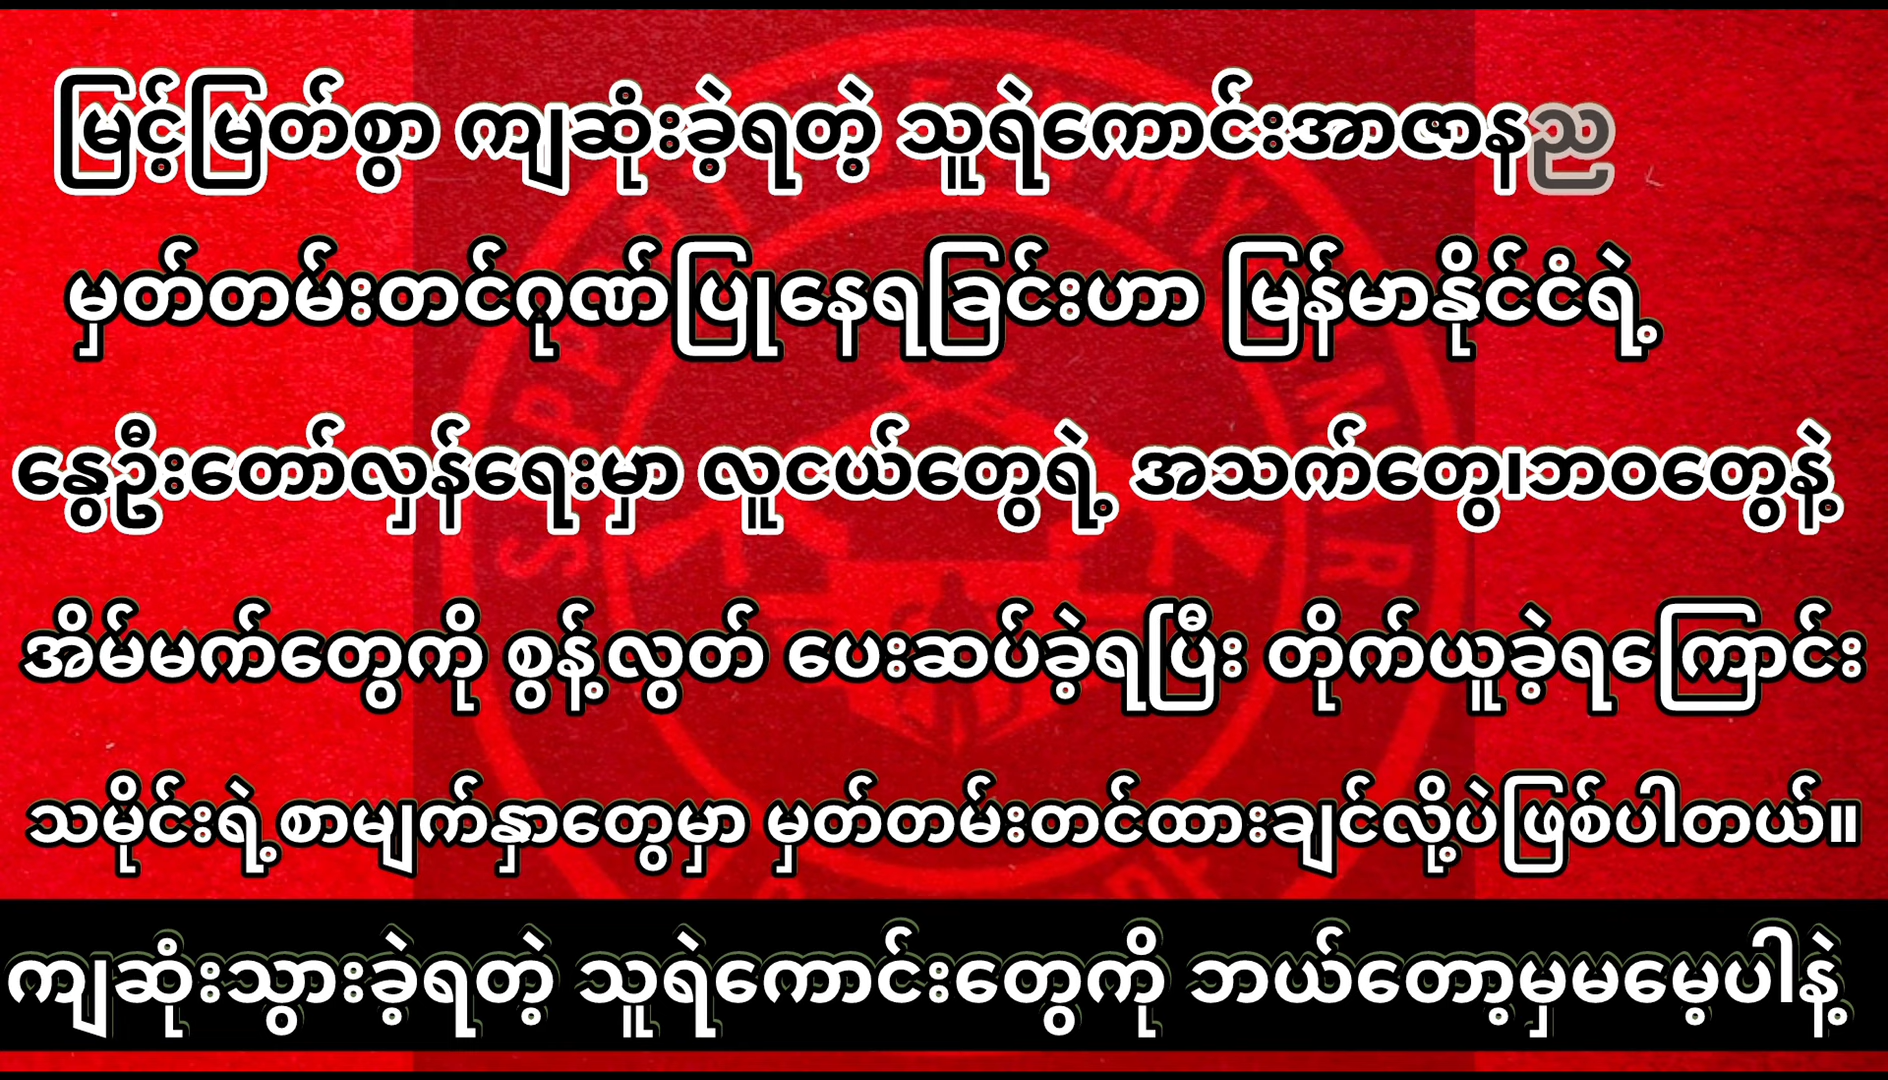 မြင့်မြတ်စွာ ကျဆုံးခဲ့ရတဲ့ သူရဲကောင်းအာဇာနည
မှတ်တမ်းတင်ဂုဏ်ပြုနေရခြင်းဟာ မြန်မာနိုင်ငံရဲ့
နွေဦးတော်လှန်ရေးမှာ လူငယ်တွေရဲ့ အသက်တွေ၊ဘဝတွေနဲ့
အိမ်မက်တွေကို စွန့်လွတ် ပေးဆပ်ခဲ့ရပြီး တိုက်ယူခဲ့ရကြောင်း
သမိုင်းရဲ့စာမျက်နှာတွေမှာ မှတ်တမ်းတင်ထားချင်လို့ပဲဖြစ်ပါတယ်။
ကျဆုံးသွားခဲ့ရတဲ့ သူရဲကောင်းတွေကို ဘယ်တော့မှမမေ့ပါနဲ့